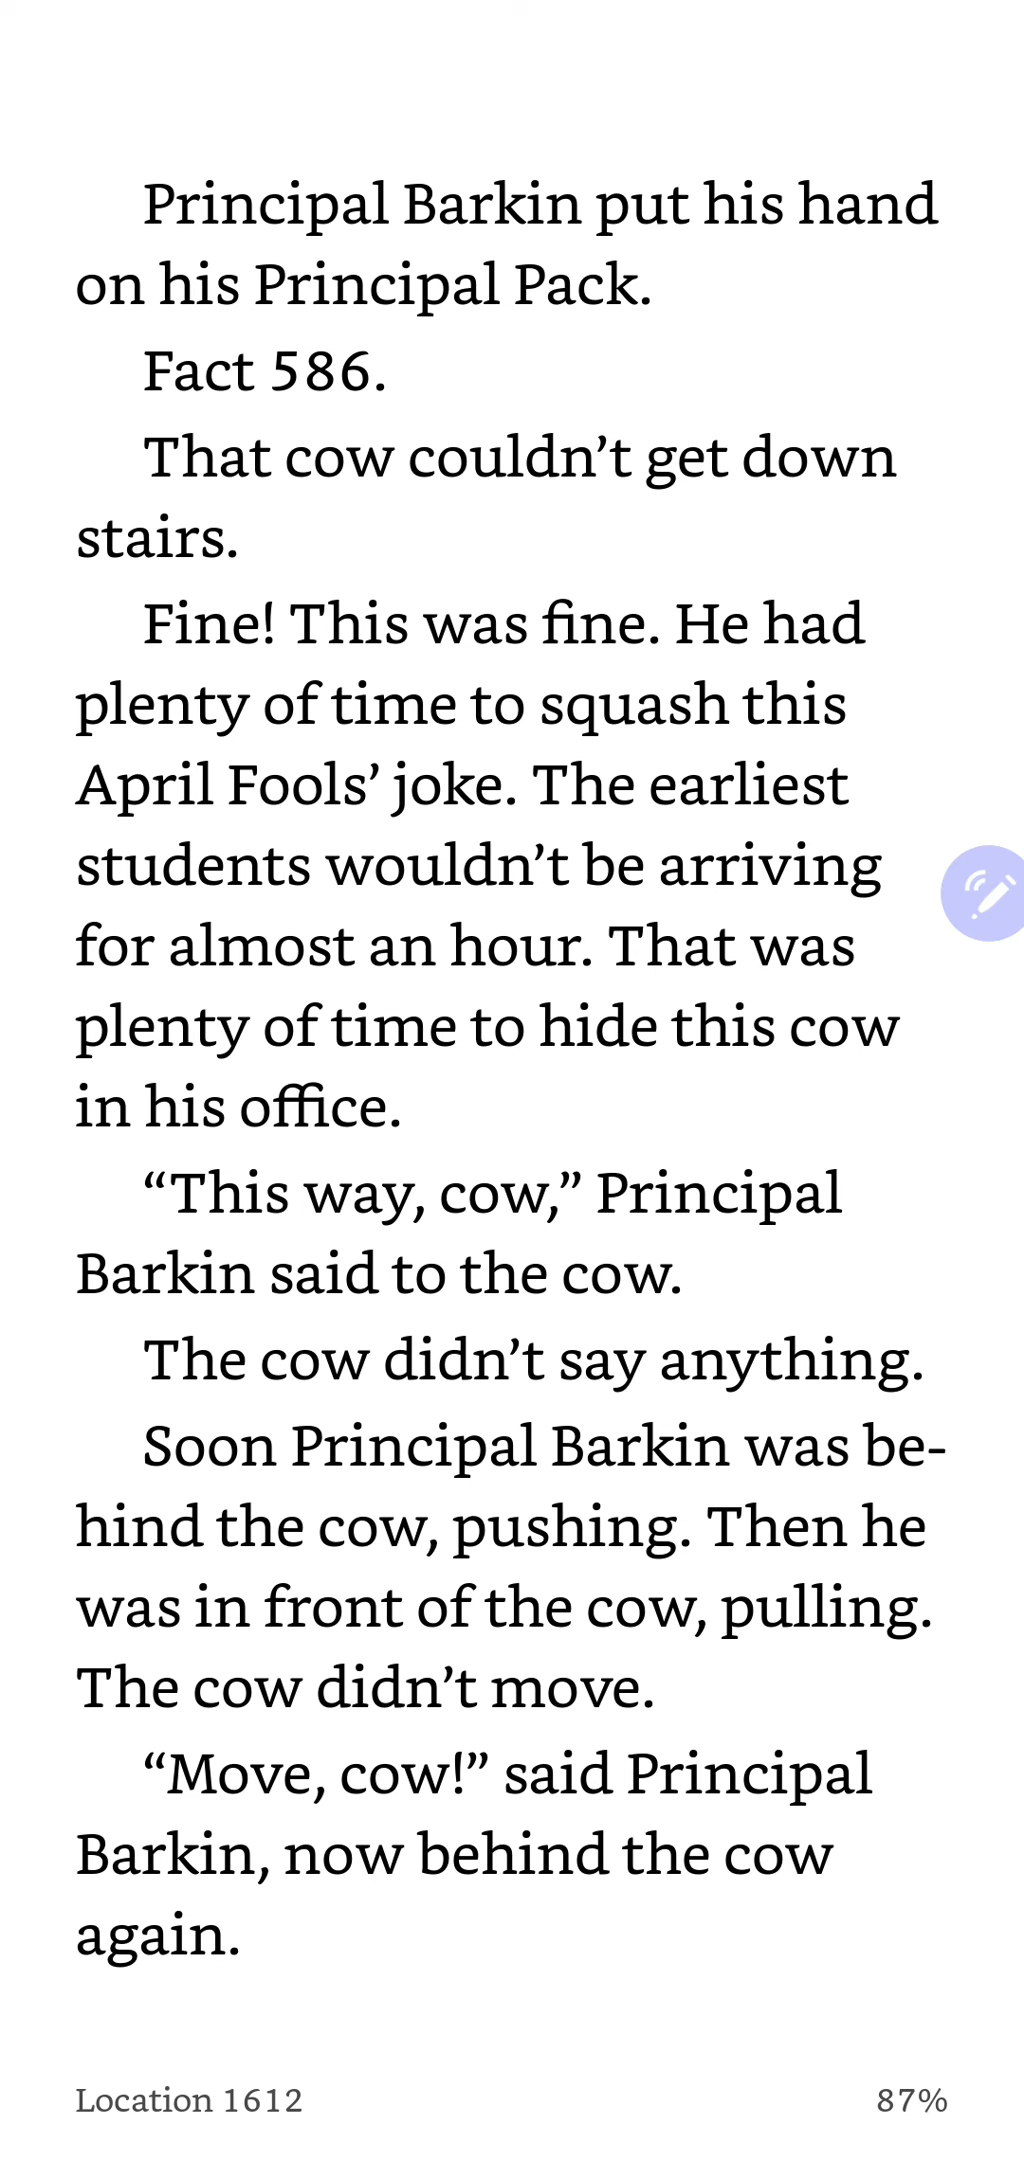 Principal Barkin put his hand
on his Principal Pack.
Fact 586.
That cow couldn’t get down
stairs.
Fine! This was fine. He had
plenty of time to squash this
April Fools’ joke. The earliest
students wouldn’t be arriving
for almost an hour. That was
plenty of time to hide this cow
in his office.
“This way, cow,” Principal
Barkin said to the cow.
The cow didn’t say anything.
Soon Principal Barkin was be-
hind the cow, pushing. Then he
was in front of the cow, pulling.
The cow didn’t move.
“Move, cow!” said Principal
Barkin, now behind the cow
again.
Location 1612 87%